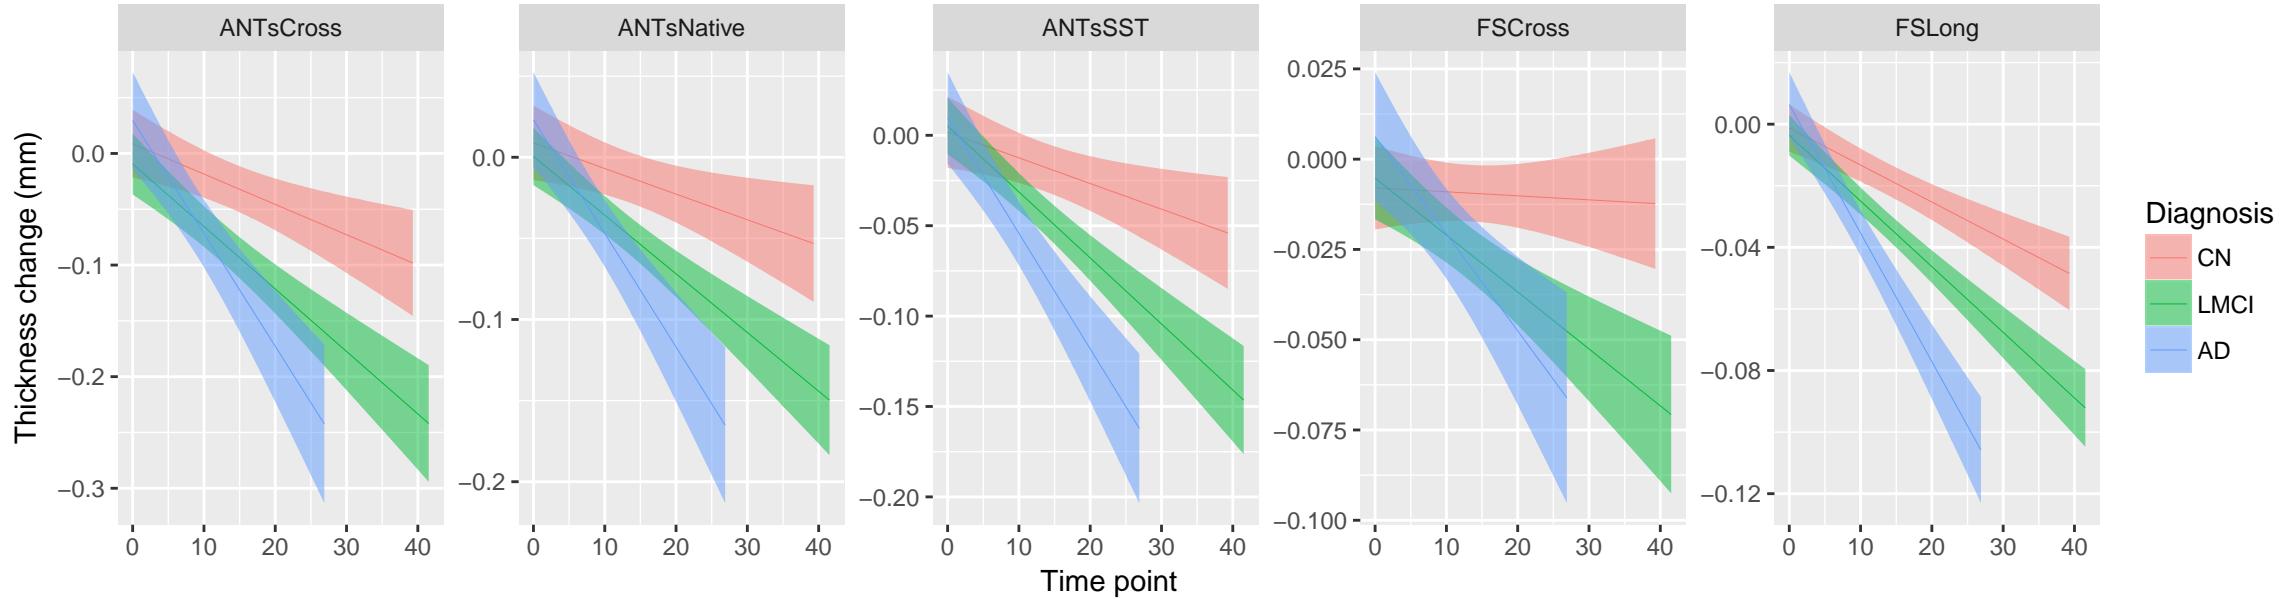 ANTsCross
ANTsNative
ANTsSST
FSCross
FSLong
Thickness change (mm)
0.0
−0.1
−0.2
−0.3
0 10 20 30 40
0.0
−0.1
−0.2
0 10 20 30 40
0.00
−0.05
−0.10
−0.15
−0.20
0 10 20 30 40
0.025
0.000
−0.025
−0.050
−0.075
−0.100
0 10 20 30 40
0.00
−0.04
−0.08
−0.12
0 10 20 30 40
Time point
Diagnosis
CN
LMCI
AD